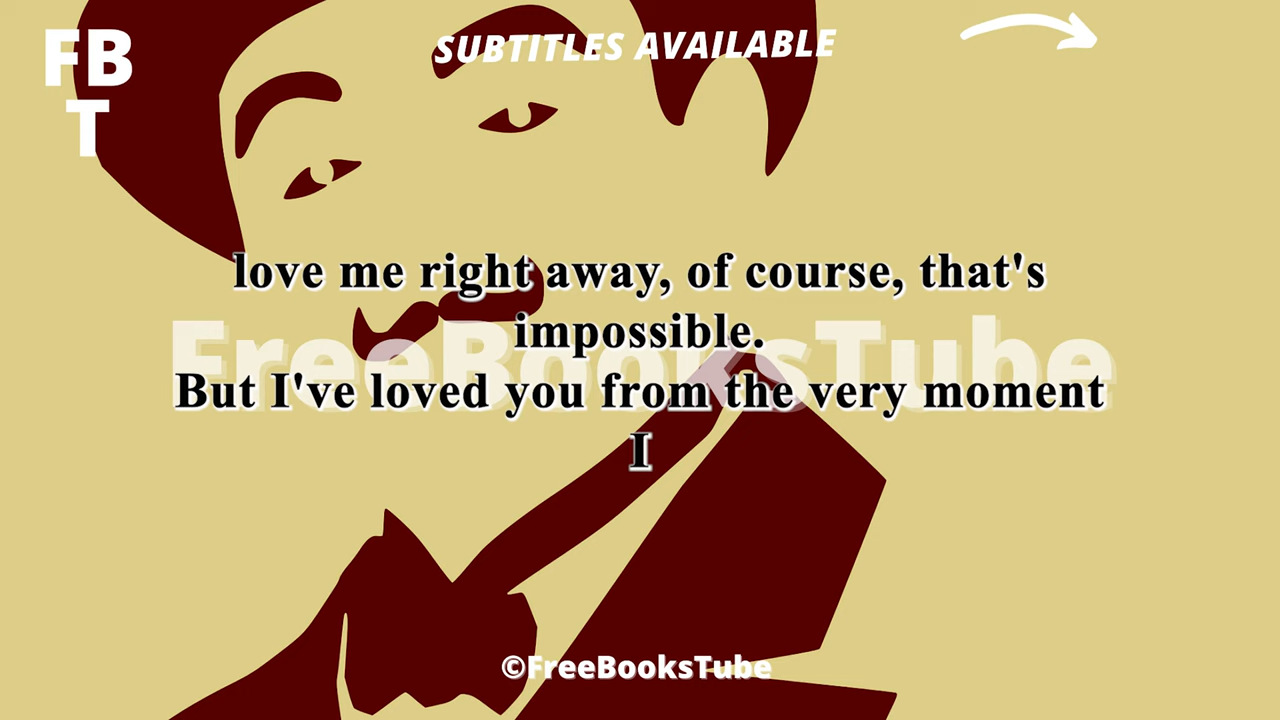 FB
T
SUBTITLES AVAILABLE
love me right away, of course, that's
impossible.
FreeBooksTube
But I've loved you from the very moment
I
©FreeBooksTube